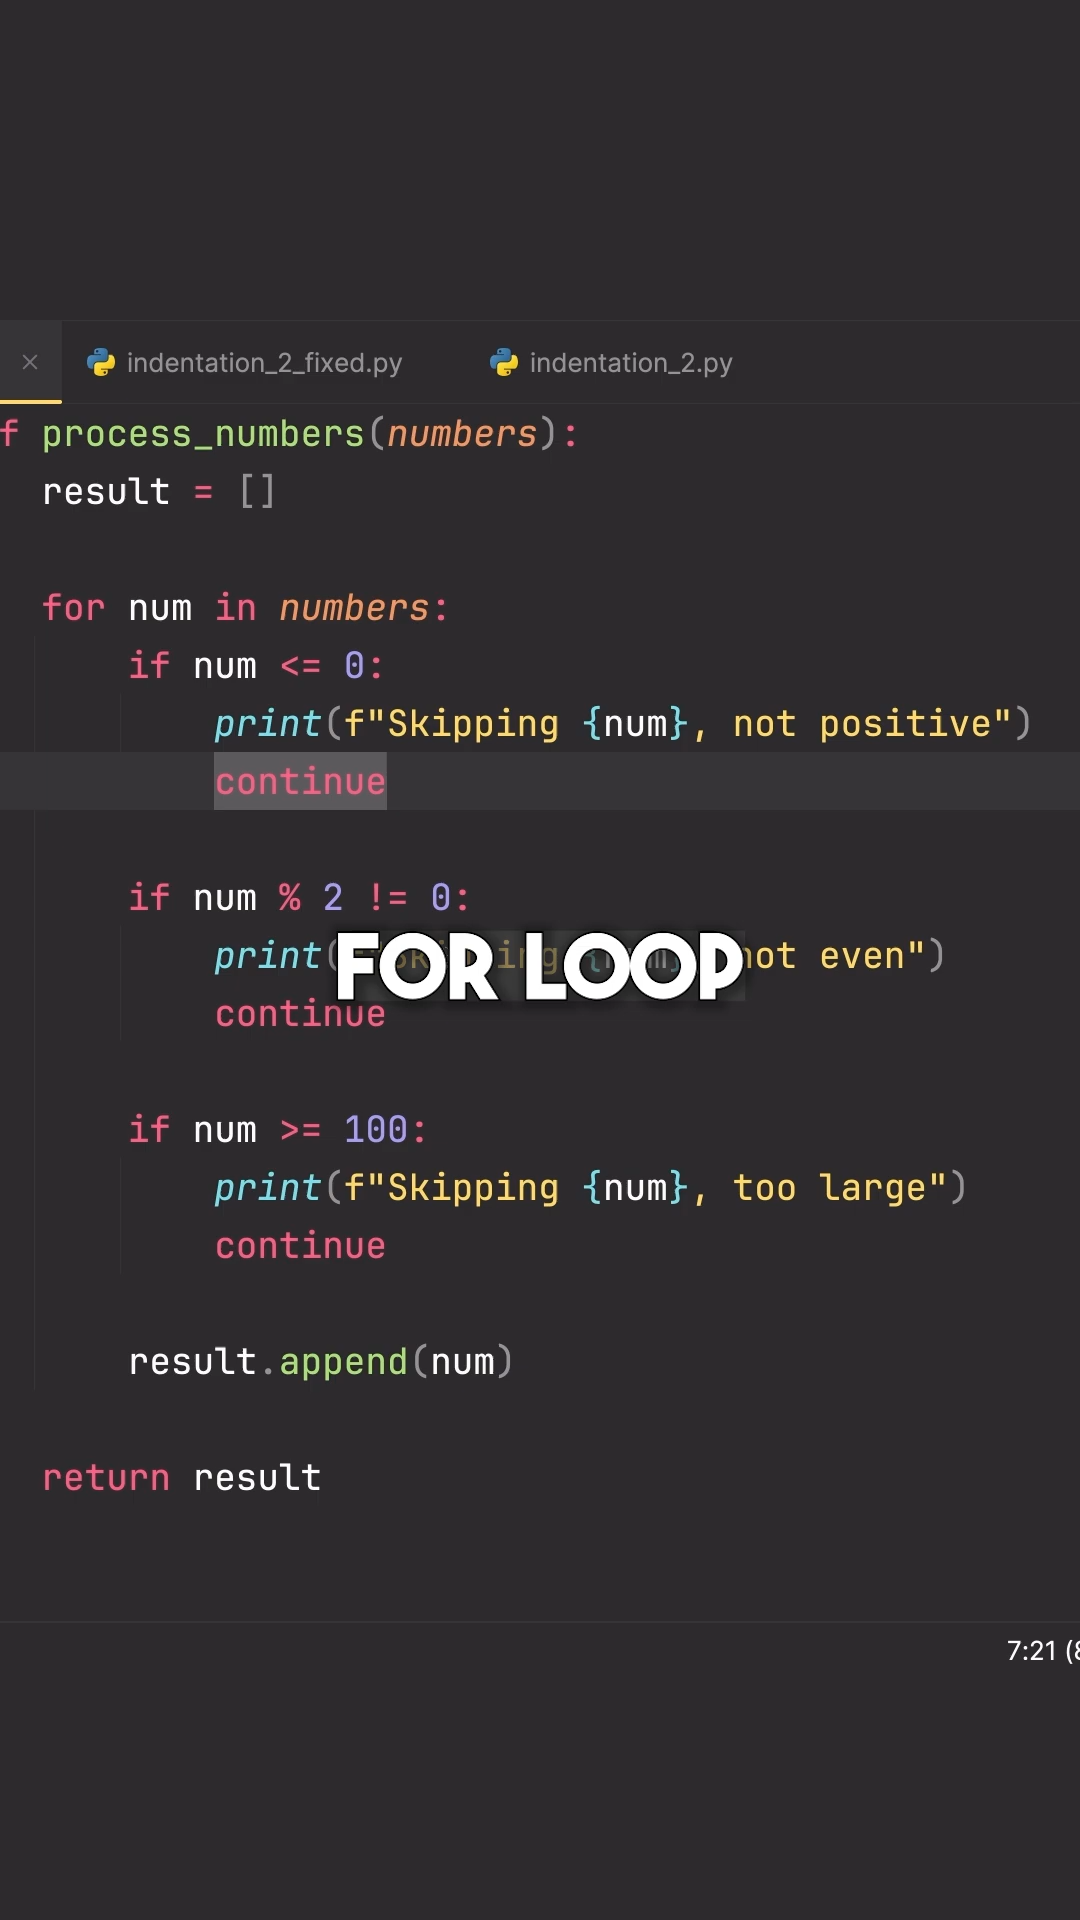 indentation_2_fixed.py indentation_2.py
f process_numbers(numbers):
result = []
for num in numbers:
if num <= 0:
print(f"Skipping {num}, not positive")
continue
if num % 2 != 0:
print( not even")
FOR LOOP
continue
if num >= 100:
print(f"Skipping {num}, too large")
continue
result.append(num)
return result
7:21 (